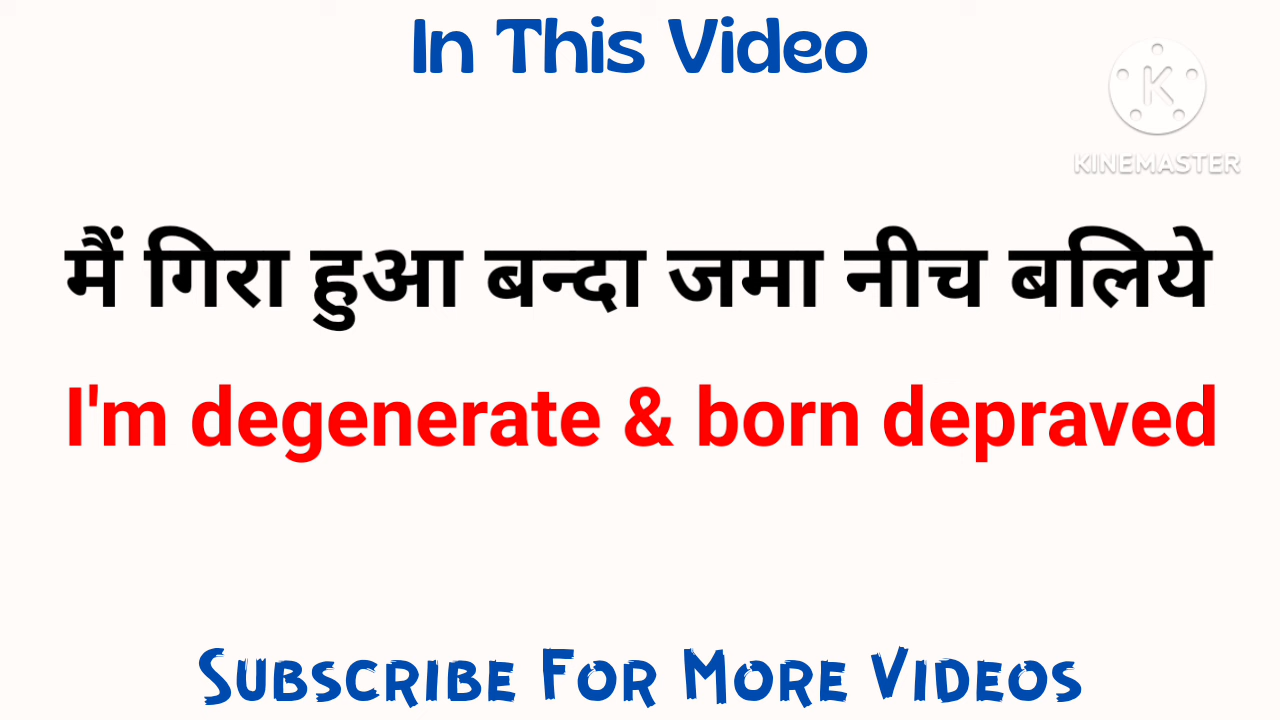 In This Video
K
KINEMASTER
मैं गिरा हुआ बन्दा जमा नीच बलिये
I'm degenerate & born depraved
Subscribe For More Videos